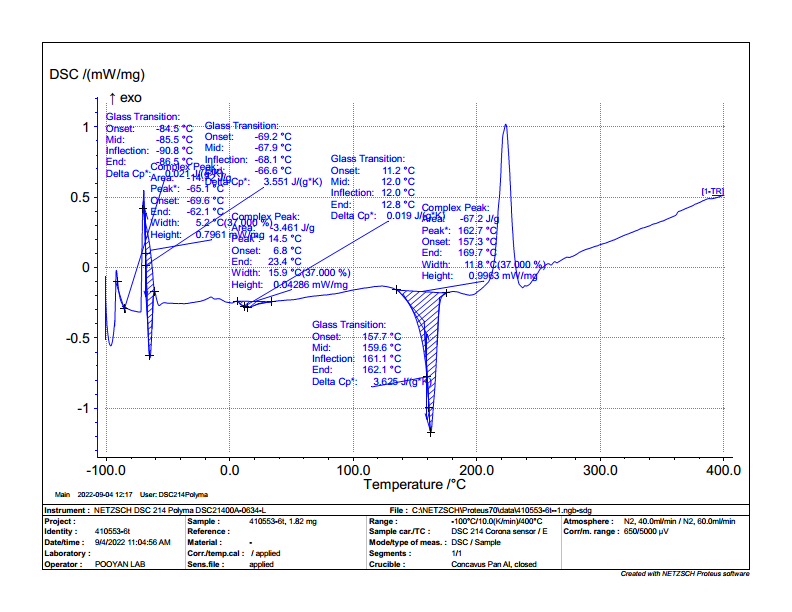 DSC /(mW/mg)
↑ exo
Glass Transition:
Onset: -84.5 °C
Mid: -85.5 °C
Inflection: -90.8 °C
End: -86.5 °C
Delta Cp*: 0.021 J/(g*K)
Glass Transition:
Onset: -69.2 °C
Mid: -67.9 °C
Inflection: -68.1 °C
End: -66.6 °C
Delta Cp*: 3.551 J/(g*K)
Complex Peak:
Area: J/g
Peak*: -65.1 °C
Onset: -69.6 °C
End: -62.1 °C
Width: 5.2 °C(37.000 %)
Height: 0.7961 mW/mg
Glass Transition:
Onset: 11.2 °C
Mid: 12.0 °C
Inflection: 12.0 °C
End: 12.8 °C
Delta Cp*: 0.019 J/(g*K)
Complex Peak:
Area: -3.461 J/g
Peak*: 14.5 °C
Onset: 6.8 °C
End: 23.4 °C
Width: 15.9 °C(37.000 %)
Height: 0.04286 mW/mg
Complex Peak:
Area: -67.2 J/g
Peak*: 162.7 °C
Onset: 157.3 °C
End: 169.7 °C
Width: 11.8 °C(37.000 %)
Height: 0.9963 mW/mg
Glass Transition:
Onset: 157.7 °C
Mid: 159.6 °C
Inflection: 161.1 °C
End: 162.1 °C
Delta Cp*: 3.625 J/(g*K)
[1-TR]
1
0.5
0
-0.5
-1
-100.0 0.0 100.0 200.0 300.0 400.0
Temperature /°C
Main 2022-09-04 12:17 User: DSC214Polyma
Instrument : NETZSCH DSC 214 Polyma DSC21400A-0634-L File : C:\NETZSCH\Proteus70\data\410553-6t--1.ngb-sdg
Project : Sample : 410553-6t, 1.82 mg Range : -100°C/10.0(K/min)/400°C Atmosphere : N2, 40.0ml/min / N2, 60.0ml/min
Identity : 410553-6t Reference : Sample car./TC : DSC 214 Corona sensor / E Corr/m. range : 650/5000 µV
Date/time : 9/4/2022 11:04:56 AM Material : - Mode/type of meas. : DSC / Sample
Laboratory : Corr./temp.cal : / applied Segments : 1/1
Operator : POOYAN LAB Sens.file : applied Crucible : Concavus Pan Al, closed
Created with NETZSCH Proteus software